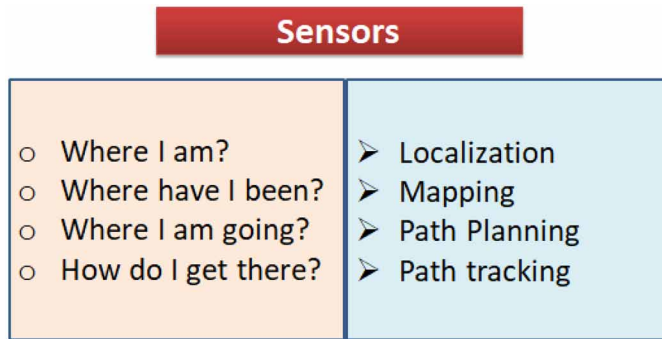 Sensors
o Where I am?
o Where have I been?
o Where I am going?
o How do I get there?
➢ Localization
➢ Mapping
➢ Path Planning
➢ Path tracking